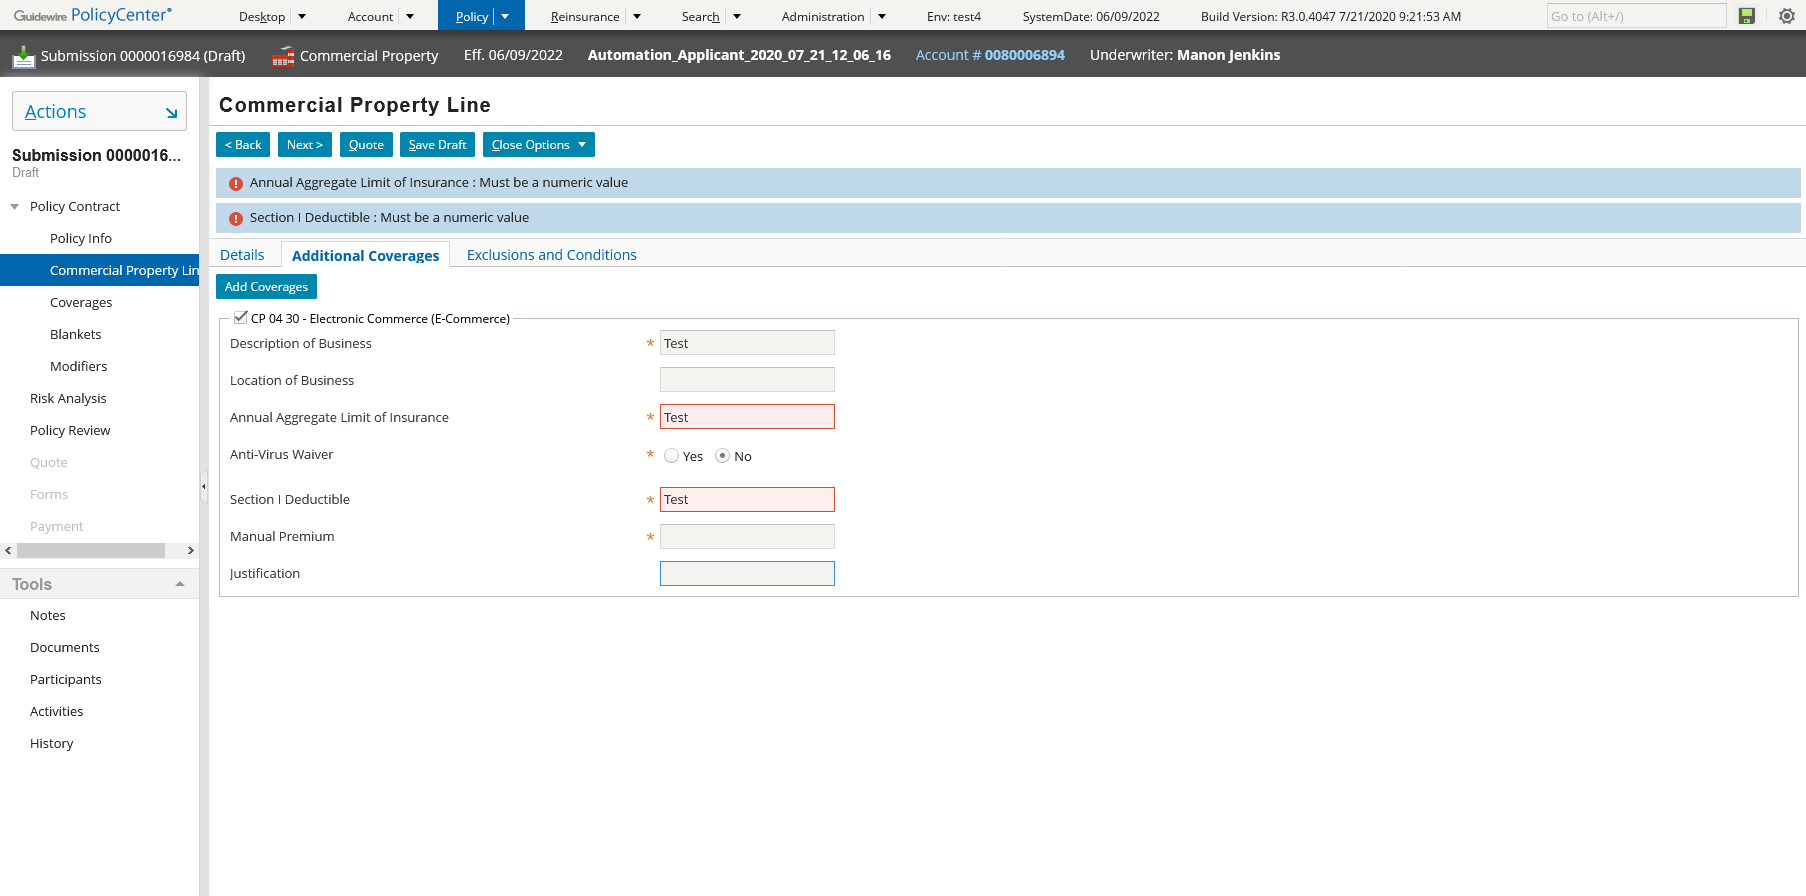 Guidewire PolicyCenter
Desktop Account Policy Reinsurance Search Administration Env: test4 SystemDate: 06/09/2022 Build Version: R3.0.4047 7/21/2020 9:21:53 AM Go to (Alt+/)
Submission 0000016984 (Draft) Commercial Property Eff. 06/09/2022 Automation_Applicant_2020_07_21_12_06_16 Account # 0080006894 Underwriter: Manon Jenkins
Actions
Submission 0000016...
Draft
Policy Contract
Policy Info
Commercial Property Lin
Coverages
Blankets
Modifiers
Risk Analysis
Policy Review
Quote
Forms
Payment
Tools
Notes
Documents
Participants
Activities
History
Commercial Property Line
< Back Next > Quote Save Draft Close Options
Annual Aggregate Limit of Insurance : Must be a numeric value
Section I Deductible : Must be a numeric value
Details Additional Coverages Exclusions and Conditions
Add Coverages
CP 04 30 - Electronic Commerce (E-Commerce)
Description of Business * Test
Location of Business
Annual Aggregate Limit of Insurance * Test
Anti-Virus Waiver * Yes No
Section I Deductible * Test
Manual Premium *
Justification